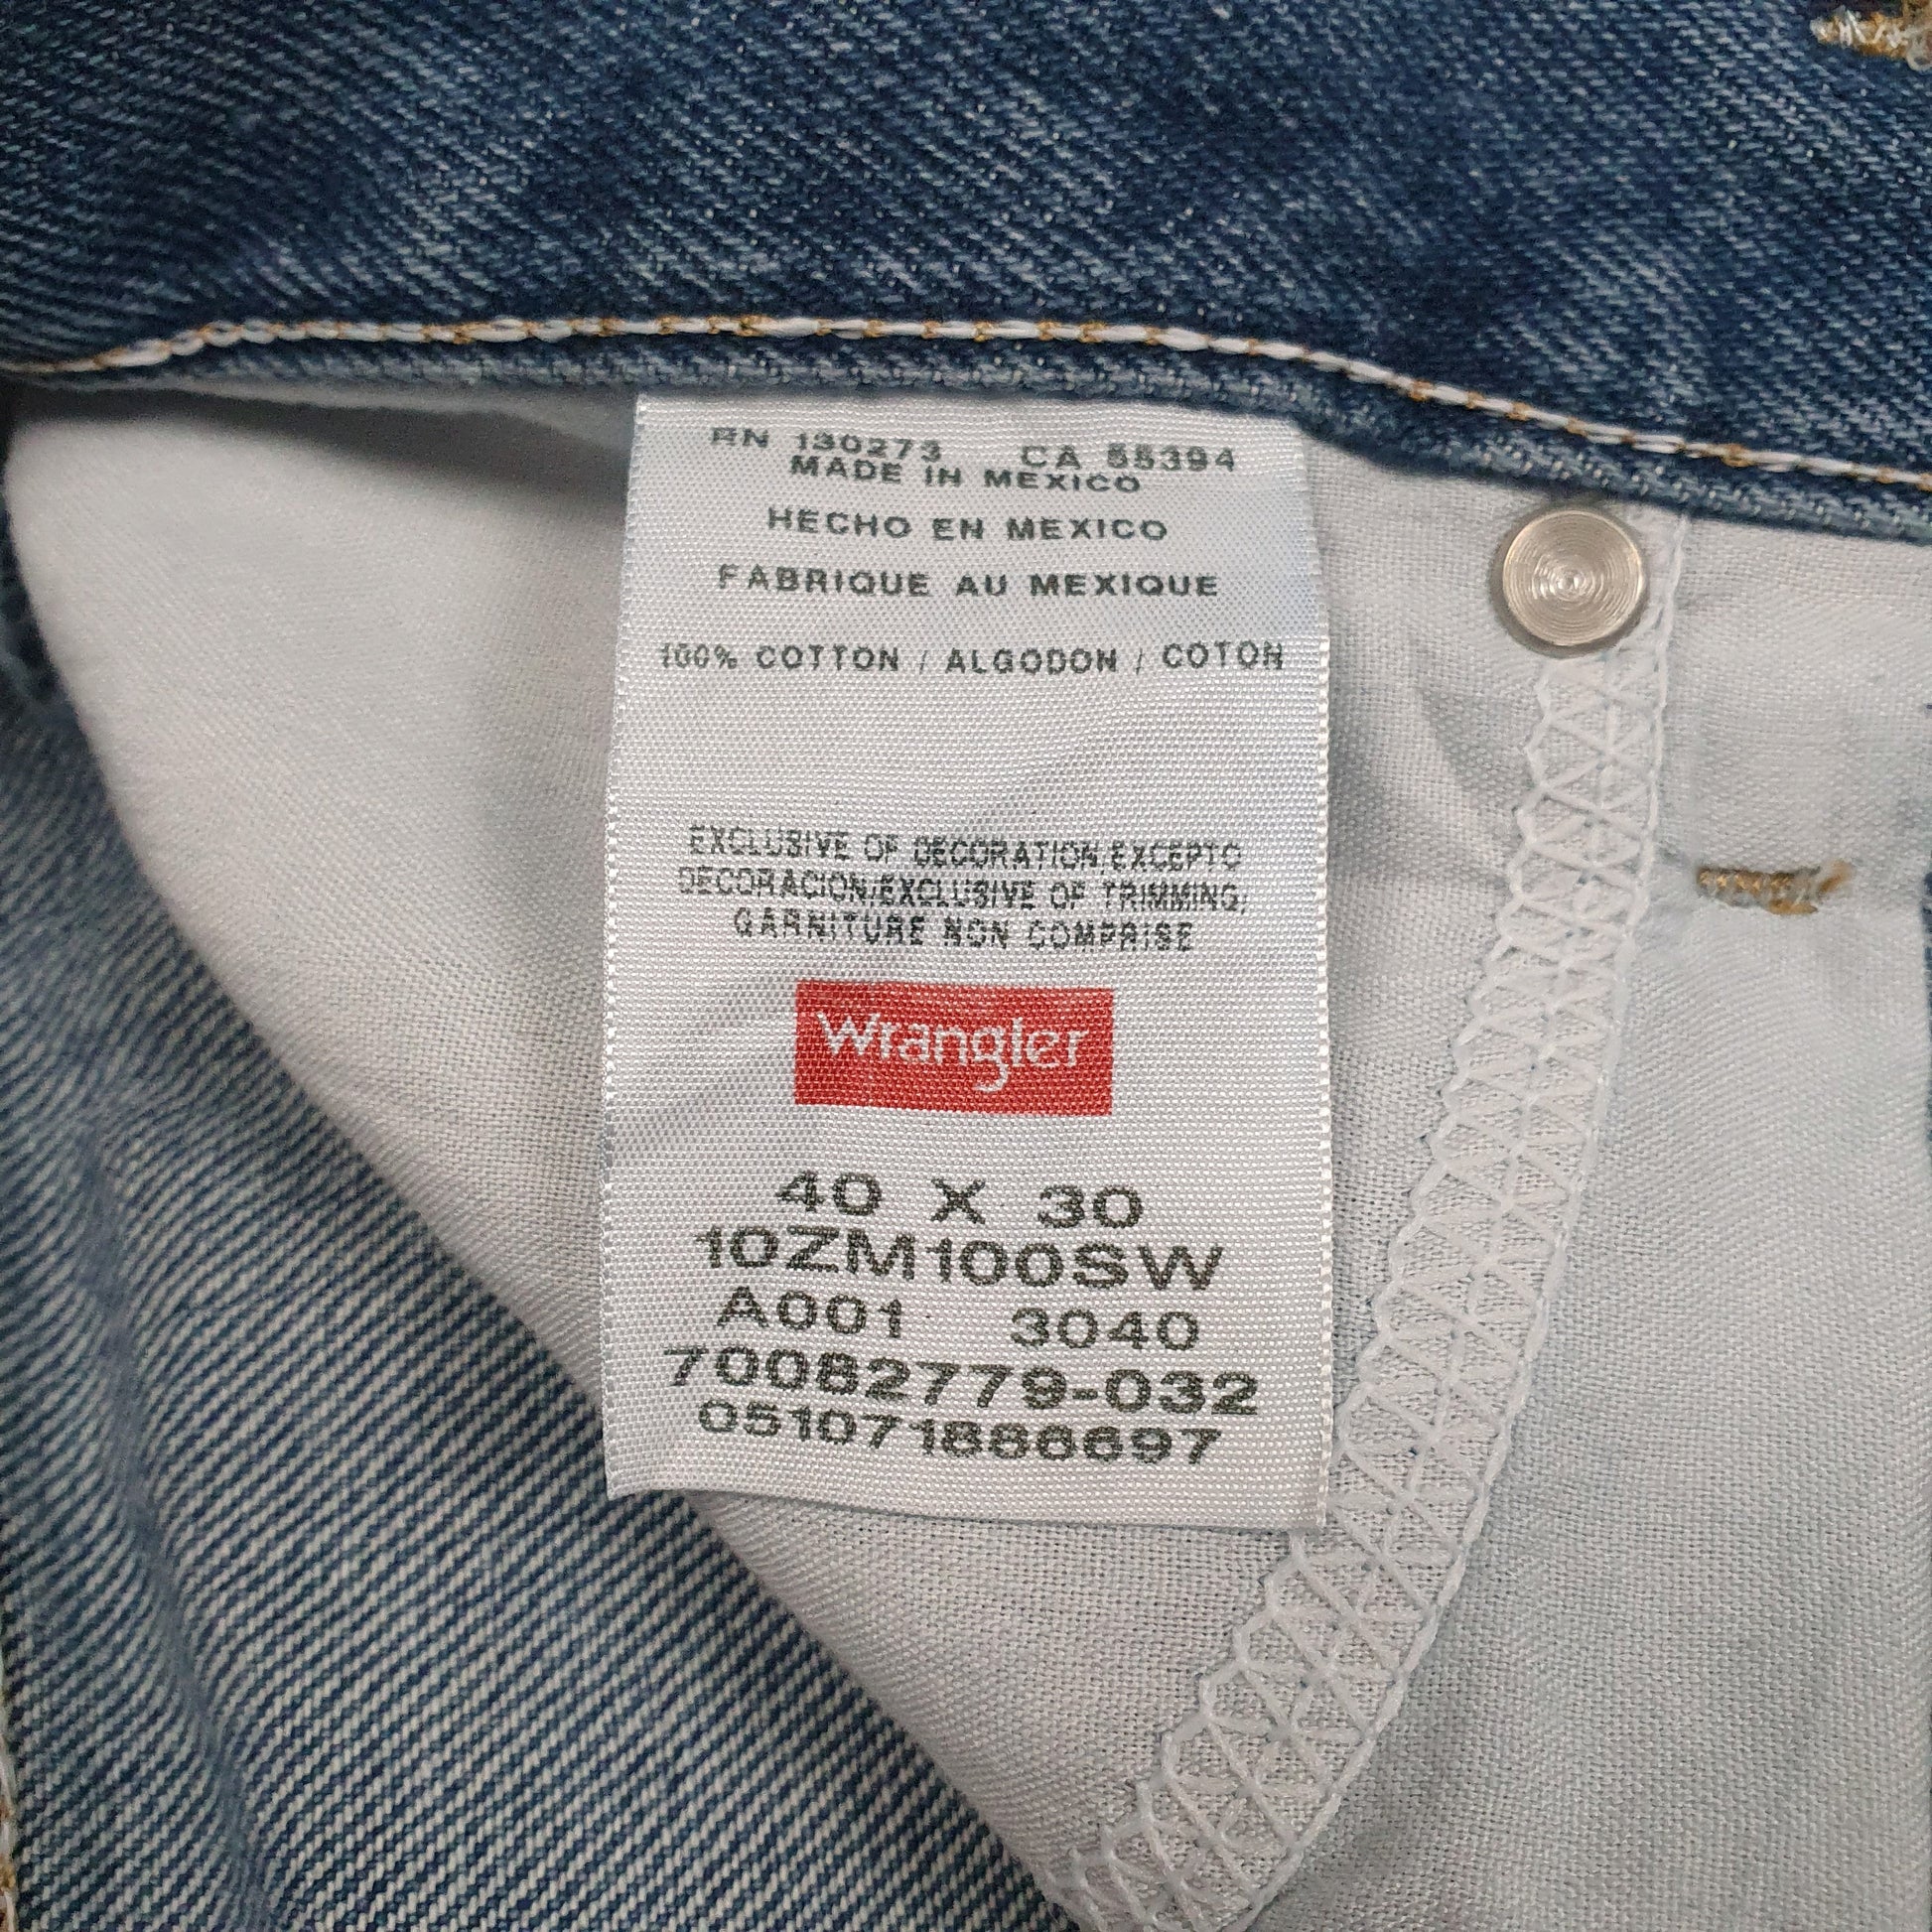 RN 130273 CA 55394
MADE IN MEXICO
HECHO EN MEXICO
FABRIQUE AU MEXIQUE
100% COTTON / ALGODON / COTON
EXCLUSIVE OF DECORATION,EXCEPTO
DECORACION,EXCLUSIVE OF TRIMMING,
GARNITURE NON COMPRISE
Wrangler
40 X 30
10ZM100SW
A001 3040
70082779-032